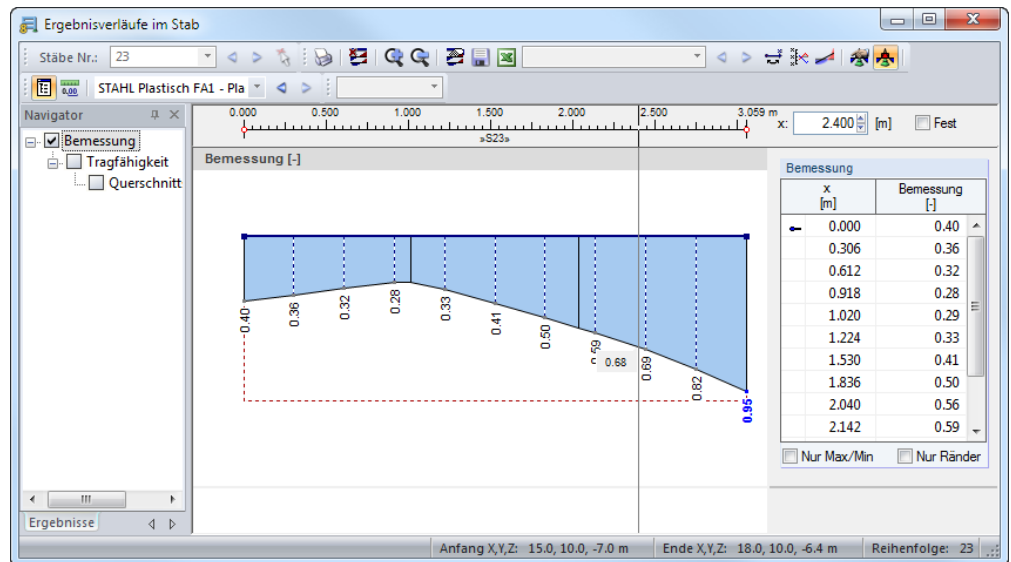 Ergebnisverläufe im Stab
Stäbe Nr.: 23
0,00 STAHL Plastisch FA1 - Pla
Navigator
Bemessung
Tragfähigkeit
Querschnitt
0.000 0.500 1.000 1.500 2.000 2.500 3.059 m
»S23»
x: 2.400 [m] Fest
Bemessung [-]
0.40 0.36 0.32 0.28 0.33 0.41 0.50 0.59 0.68 0.69 0.82 0.95
Bemessung
x Bemessung
[m] [-]
0.000 0.40
0.306 0.36
0.612 0.32
0.918 0.28
1.020 0.29
1.224 0.33
1.530 0.41
1.836 0.50
2.040 0.56
2.142 0.59
Nur Max/Min Nur Ränder
Ergebnisse
Anfang X,Y,Z: 15.0, 10.0, -7.0 m Ende X,Y,Z: 18.0, 10.0, -6.4 m Reihenfolge: 23